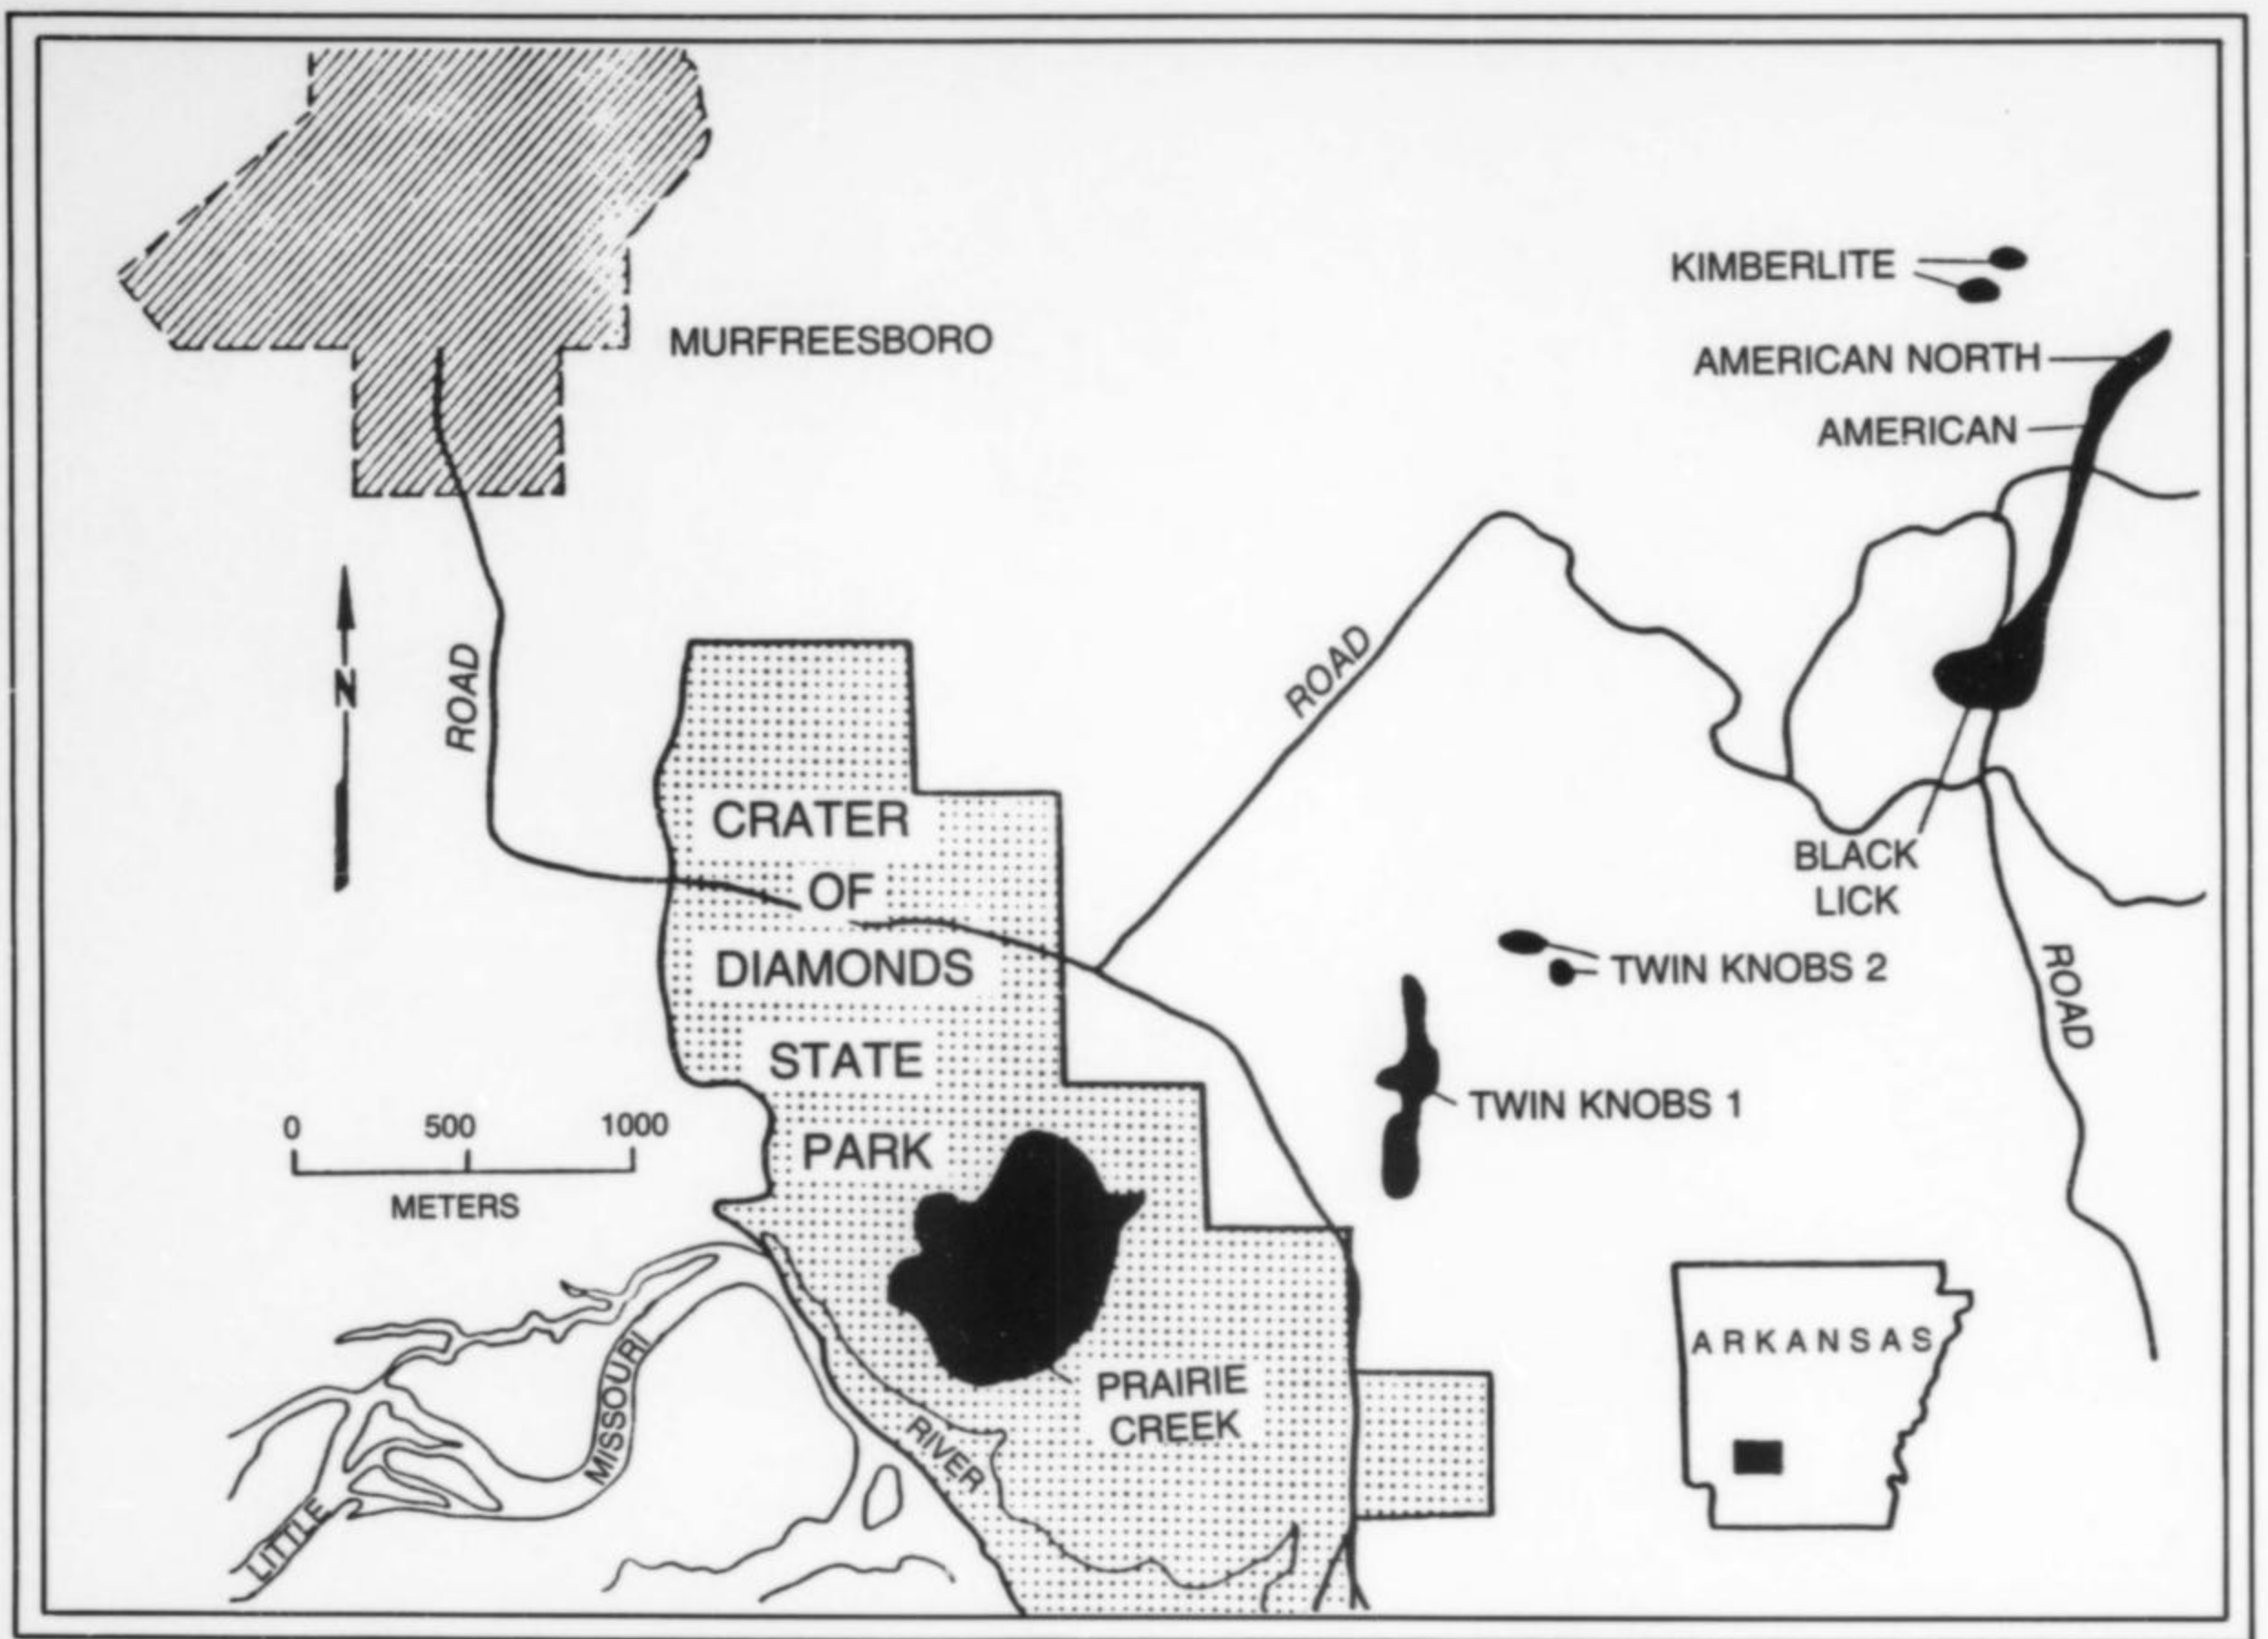 KIMBERLITE
MURFREESBORO
AMERICAN NORTH
AMERICAN
N
ROAD
ROAD
CRATER
OF
DIAMONDS
STATE
PARK
BLACK
LICK
TWIN KNOBS 2
ROAD
TWIN KNOBS 1
0 500 1000
METERS
PRAIRIE
CREEK
LITTLE
MISSOURI
RIVER
ARKANSAS